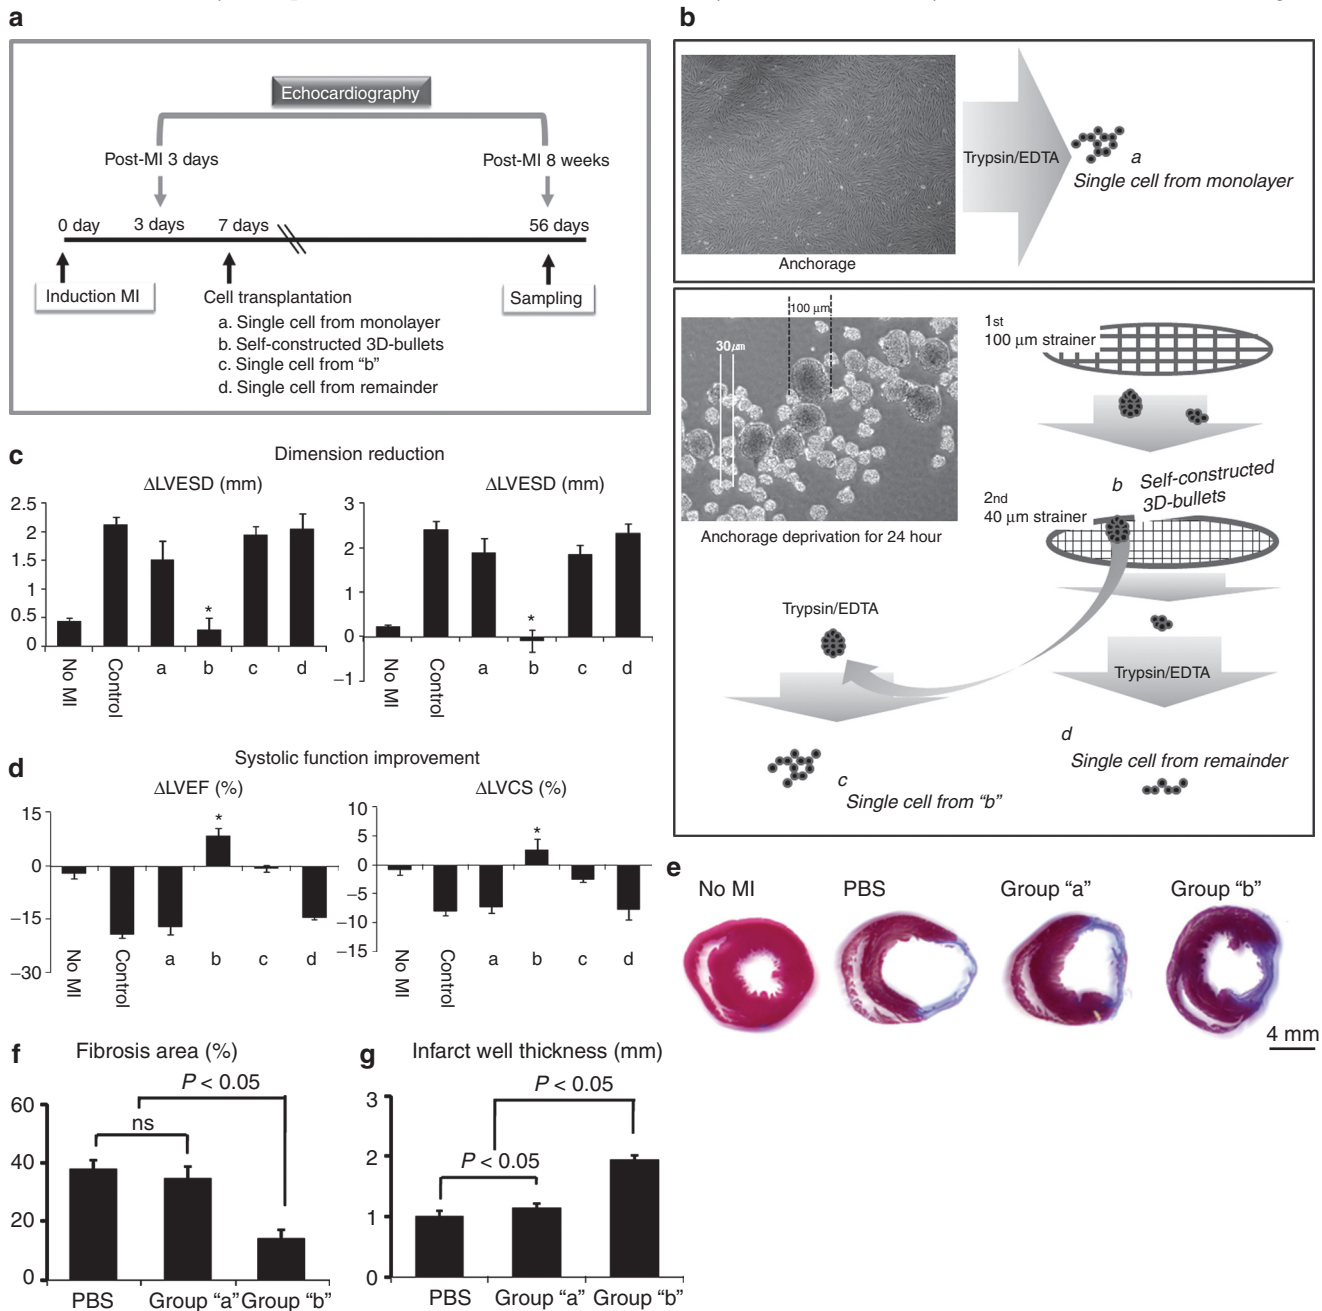 a
Echocardiography
Post-MI 3 days
Post-MI 8 weeks
0 day
3 days
7 days
56 days
Induction MI
Cell transplantation
Sampling
a. Single cell from monolayer
b. Self-constructed 3D-bullets
c. Single cell from “b”
d. Single cell from remainder
b
Trypsin/EDTA
a
Single cell from monolayer
Anchorage
100 µm
30µm
Anchorage deprivation for 24 hour
1st
100 µm strainer
b Self-constructed
3D-bullets
2nd
40 µm strainer
Trypsin/EDTA
Trypsin/EDTA
c
Single cell from “b”
d
Single cell from remainder
c
Dimension reduction
ΔLVESD (mm)
2.5
2
1.5
1
0.5
0
*
No MI
Control
a
b
c
d
ΔLVESD (mm)
3
2
1
0
−1
*
No MI
Control
a
b
c
d
d
Systolic function improvement
ΔLVEF (%)
15
0
−15
−30
*
No MI
Control
a
b
c
d
ΔLVCS (%)
10
5
0
−5
−10
−15
*
No MI
Control
a
b
c
d
e
No MI
PBS
Group “a”
Group “b”
4 mm
f
Fibrosis area (%)
P < 0.05
ns
60
40
20
0
PBS
Group “a”
Group “b”
g
Infarct well thickness (mm)
P < 0.05
P < 0.05
3
2
1
0
PBS
Group “a”
Group “b”